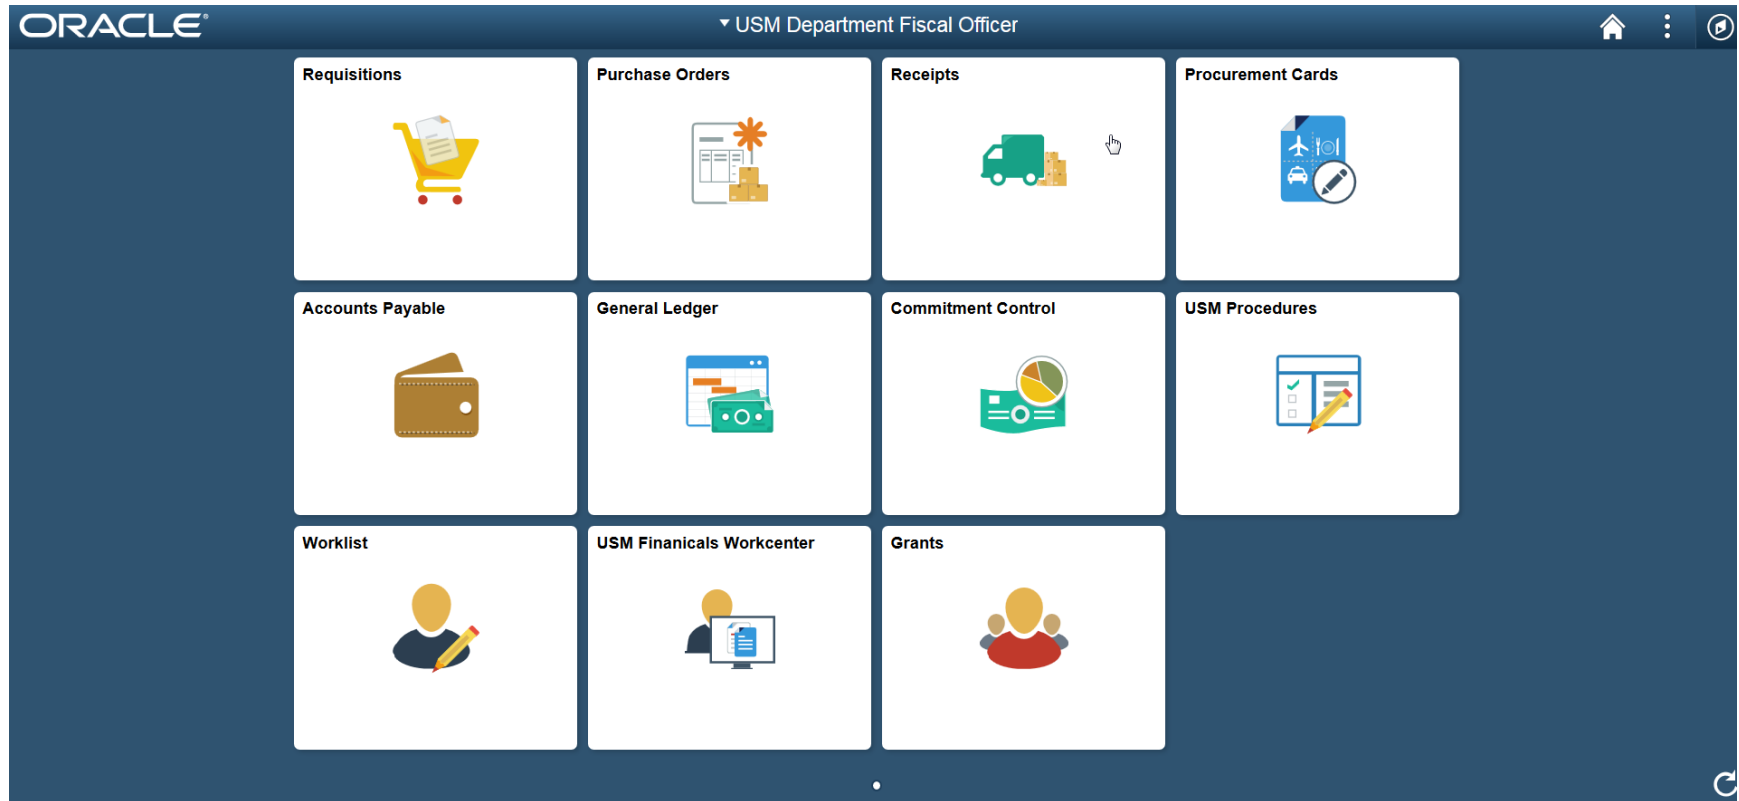 ORACLE®
USM Department Fiscal Officer
Requisitions
Purchase Orders
Receipts
Procurement Cards
Accounts Payable
General Ledger
Commitment Control
USM Procedures
Worklist
USM Finanicals Workcenter
Grants